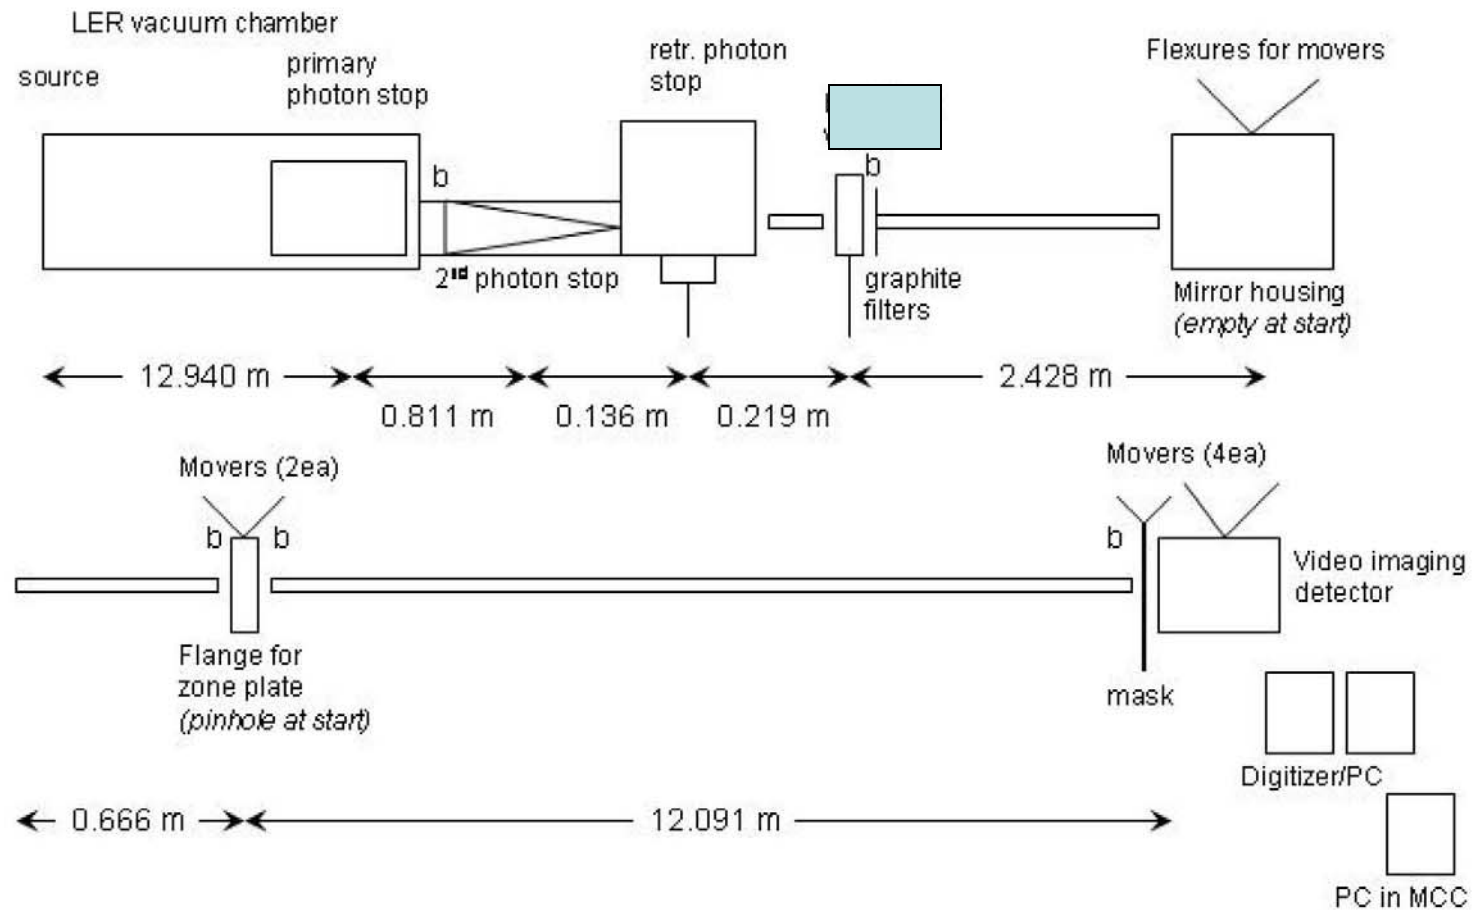 LER vacuum chamber
source
primary
photon stop
retr. photon
stop
Flexures for movers
b
b
2nd photon stop
graphite
filters
Mirror housing
(empty at start)
12.940 m
0.811 m
0.136 m
0.219 m
2.428 m
Movers (2ea)
Movers (4ea)
b
b
b
Video imaging
detector
Flange for
zone plate
(pinhole at start)
mask
Digitizer/PC
0.666 m
12.091 m
PC in MCC